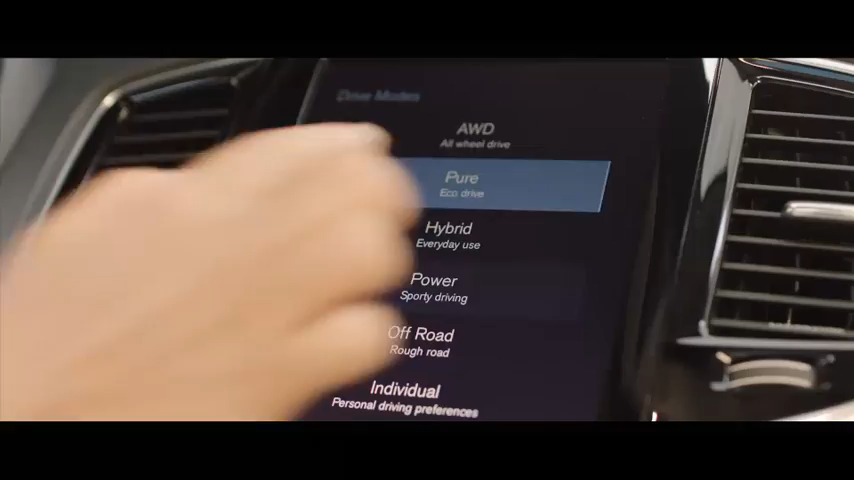 Drive Modes
AWD
All wheel drive
Pure
Eco drive
Hybrid
Everyday use
Power
Sporty driving
Off Road
Rough road
Individual
Personal driving preferences